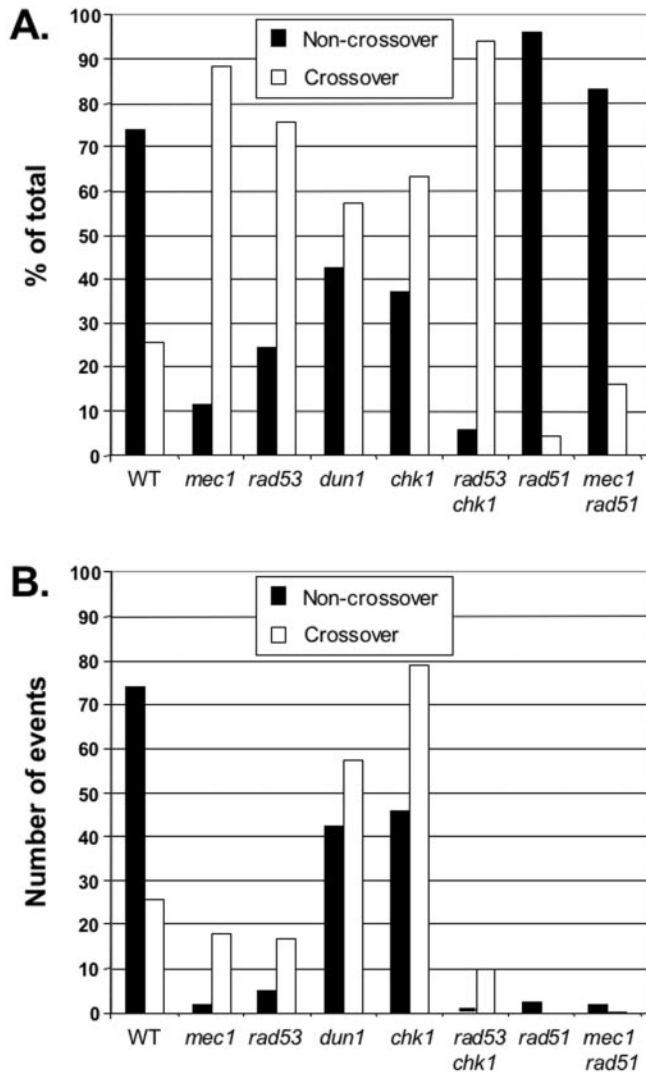 A.
100
90
80
70
60
50
40
30
20
10
0
% of total
Non-crossover
Crossover
WT mec1 rad53 dun1 chk1 rad53 rad51 mec1
chk1 rad51
B.
100
90
80
70
60
50
40
30
20
10
0
Number of events
Non-crossover
Crossover
WT mec1 rad53 dun1 chk1 rad53 rad51 mec1
chk1 rad51